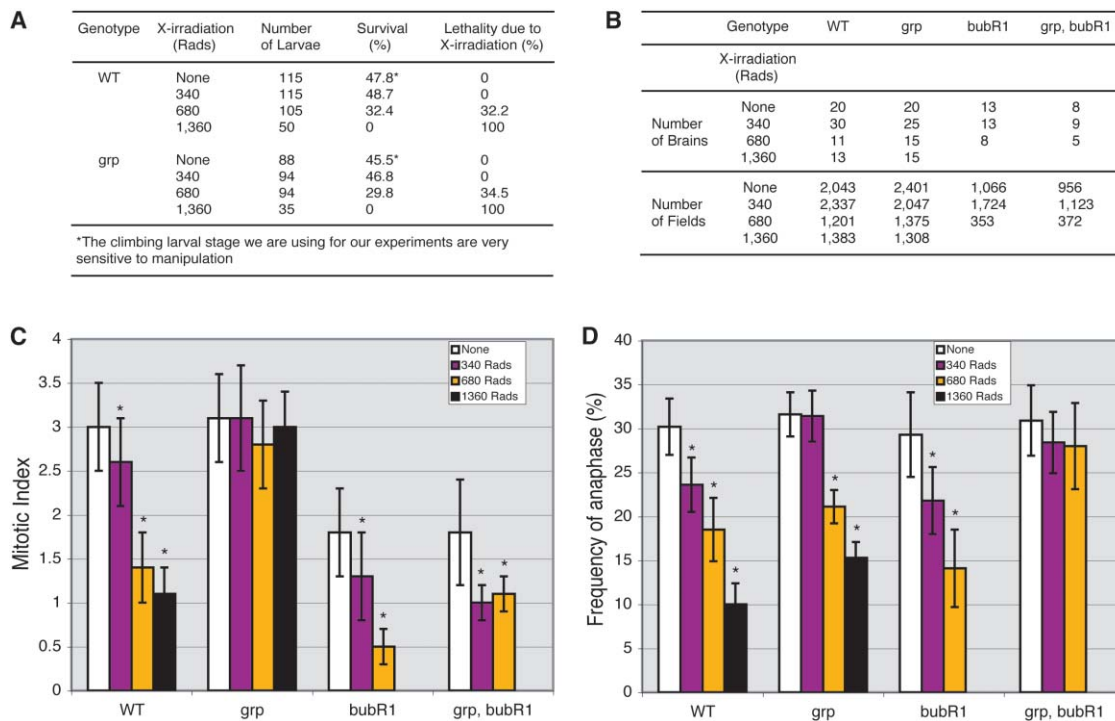 A
Genotype X-irradiation (Rads) Number of Larvae Survival (%) Lethality due to X-irradiation (%)
WT None 115 47.8* 0
340 115 48.7 0
680 105 32.4 32.2
1,360 50 0 100
grp None 88 45.5* 0
340 94 46.8 0
680 94 29.8 34.5
1,360 35 0 100
*The climbing larval stage we are using for our experiments are very
sensitive to manipulation
B
Genotype WT grp bubR1 grp, bubR1
X-irradiation
(Rads)
Number of Brains None 20 20 13 8
340 30 25 13 9
680 11 15 8 5
1,360 13 15
Number of Fields None 2,043 2,401 1,066 956
340 2,337 2,047 1,724 1,123
680 1,201 1,375 353 372
1,360 1,383 1,308
C
Mitotic Index
4
3.5
3
2.5
2
1.5
1
0.5
0
None
340 Rads
680 Rads
1360 Rads
* * *
* *
* *
WT grp bubR1 grp, bubR1
D
Frequency of anaphase (%)
40
35
30
25
20
15
10
5
0
None
340 Rads
680 Rads
1360 Rads
* * *
* *
* *
WT grp bubR1 grp, bubR1